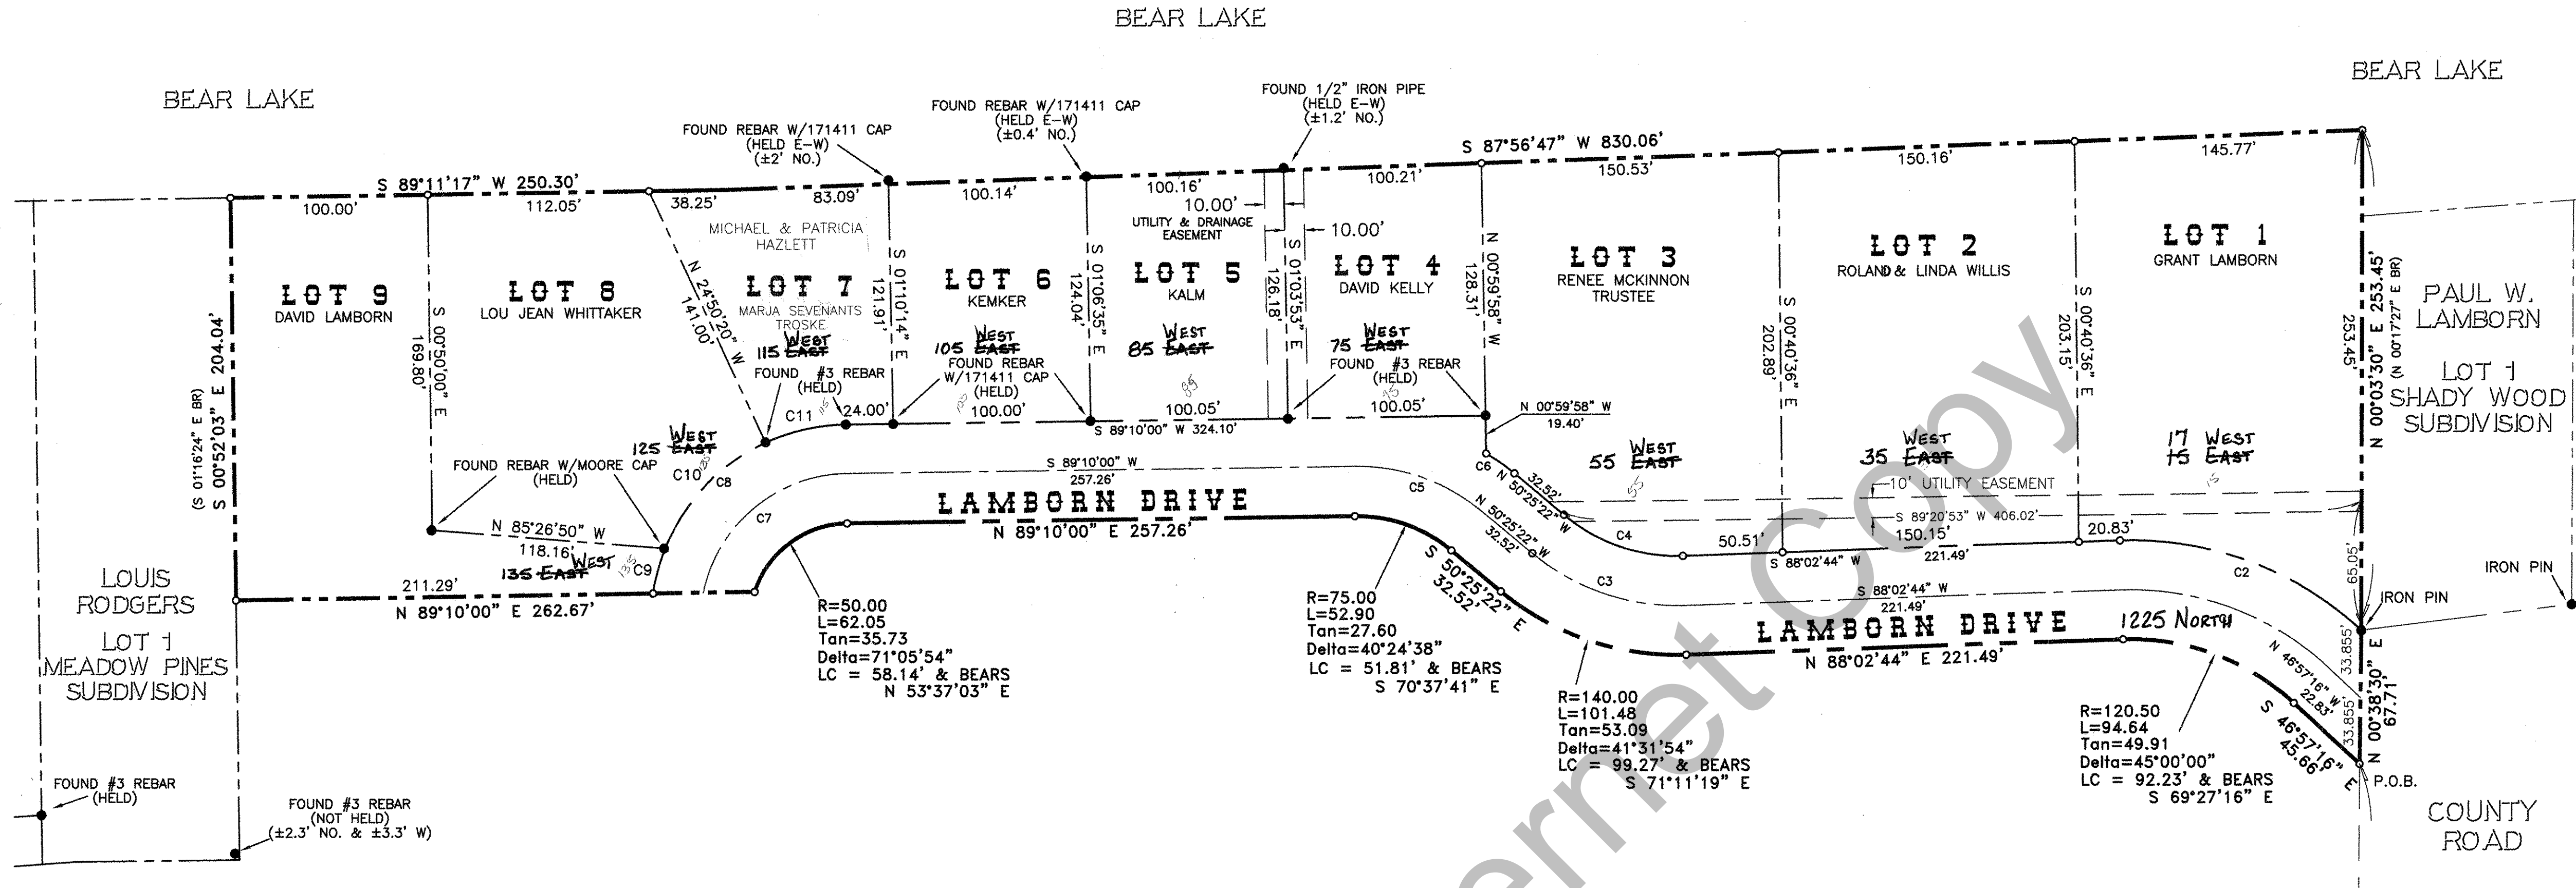 BEAR LAKE
BEAR LAKE
BEAR LAKE
FOUND REBAR W/171411 CAP
(HELD E-W)
(±2' NO.)
FOUND REBAR W/171411 CAP
(HELD E-W)
(±0.4' NO.)
FOUND 1/2" IRON PIPE
(HELD E-W)
(±1.2' NO.)
S 89°11'17" W 250.30'
S 87°56'47" W 830.06'
100.00'
112.05'
38.25'
83.09'
100.14'
100.16'
100.21'
150.53'
150.16'
145.77'
10.00'
UTILITY & DRAINAGE
EASEMENT
10.00'
LOT 9
DAVID LAMBORN
LOT 8
LOU JEAN WHITTAKER
MICHAEL & PATRICIA
HAZLETT
LOT 7
MARJA SEVENANTS
TROSKE
WEST
115 EAST
LOT 6
KEMKER
WEST
105 EAST
LOT 5
KALM
WEST
85 EAST
LOT 4
DAVID KELLY
WEST
75 EAST
LOT 3
RENEE MCKINNON
TRUSTEE
LOT 2
ROLAND & LINDA WILLIS
LOT 1
GRANT LAMBORN
(S 01°16'24" E BR)
S 00°52'03" E 204.04'
S 00°50'00" E
169.80'
N 24°50'20" W
141.00'
S 01°10'14" E
121.91'
S 01°06'35" E
124.04'
S 01°03'53" E
126.18'
N 00°59'58" W
128.31'
S 00°40'36" E
202.89'
S 00°40'36" E
203.15'
253.45'
N 00°03'30" E 253.45'
(N 00°17'27" E BR)
PAUL W.
LAMBORN
LOT 1
SHADY WOOD
SUBDIVISION
FOUND #3 REBAR
(HELD)
FOUND REBAR
W/171411 CAP
(HELD)
FOUND #3 REBAR
(HELD)
C11
115
24.00'
105
100.00'
85
100.05'
75
100.05'
S 89°10'00" W 324.10'
N 00°59'58" W
19.40'
WEST
125 EAST
125
FOUND REBAR W/MOORE CAP
(HELD)
C10
C8
C7
C5
C6
32.52'
N 50°25'22" W
WEST
55 EAST
55
WEST
35 EAST
17 WEST
15 EAST
15
10' UTILITY EASEMENT
S 89°20'53" W 406.02'
S 89°10'00" W
257.26'
LAMBORN DRIVE
N 89°10'00" E 257.26'
N 50°25'22" W
32.52'
C4
C3
50.51'
150.15'
20.83'
S 88°02'44" W
221.49'
C2
65.05'
IRON PIN
IRON PIN
N 85°26'50" W
118.16'
WEST
135 EAST
135
C9
211.29'
N 89°10'00" E 262.67'
S 50°25'22" E
32.52'
S 88°02'44" W
221.49'
LAMBORN DRIVE
1225 NORTH
N 88°02'44" E 221.49'
N 46°57'16" W
22.83'
33.855'
33.855'
N 00°38'30" E
67.71'
S 46°57'16" E
45.66'
P.O.B.
COUNTY
ROAD
LOUIS
RODGERS
LOT 1
MEADOW PINES
SUBDIVISION
R=50.00
L=62.05
Tan=35.73
Delta=71°05'54"
LC = 58.14' & BEARS
N 53°37'03" E
R=75.00
L=52.90
Tan=27.60
Delta=40°24'38"
LC = 51.81' & BEARS
S 70°37'41" E
R=140.00
L=101.48
Tan=53.09
Delta=41°31'54"
LC = 99.27' & BEARS
S 71°11'19" E
R=120.50
L=94.64
Tan=49.91
Delta=45°00'00"
LC = 92.23' & BEARS
S 69°27'16" E
FOUND #3 REBAR
(HELD)
FOUND #3 REBAR
(NOT HELD)
(±2.3' NO. & ±3.3' W)
ernet Copy